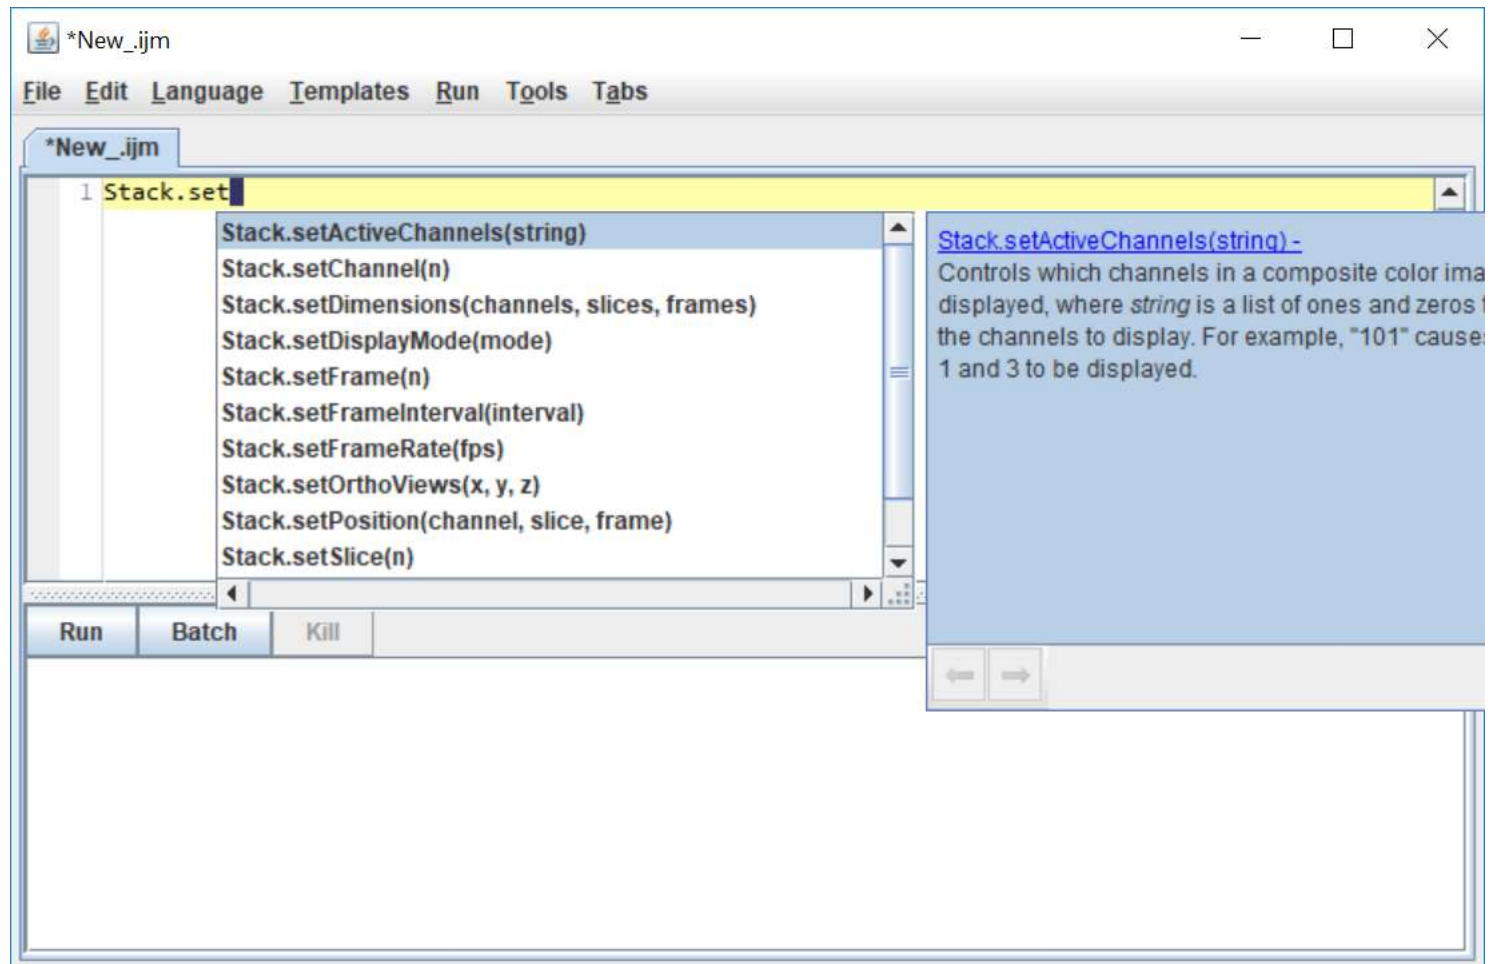 *New_.ijm
File Edit Language Templates Run Tools Tabs
*New_.ijm
1 Stack.set
Stack.setActiveChannels(string)
Stack.setChannel(n)
Stack.setDimensions(channels, slices, frames)
Stack.setDisplayMode(mode)
Stack.setFrame(n)
Stack.setFrameInterval(interval)
Stack.setFrameRate(fps)
Stack.setOrthoViews(x, y, z)
Stack.setPosition(channel, slice, frame)
Stack.setSlice(n)
Stack.setActiveChannels(string) -
Controls which channels in a composite color ima
displayed, where string is a list of ones and zeros
the channels to display. For example, "101" cause
1 and 3 to be displayed.
Run Batch Kill